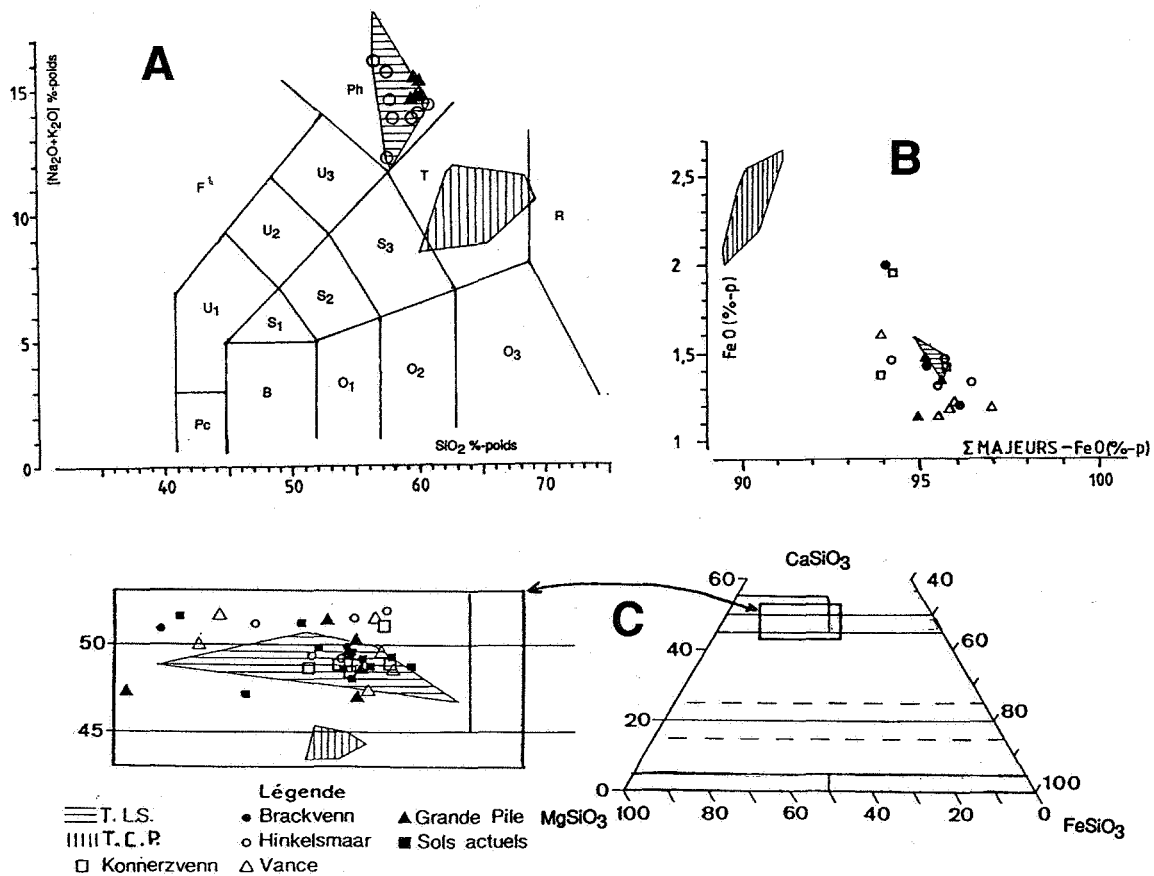 A
[Na₂O+K₂O] %-poids
15
10
5
0
Ph
U₃
T
F
U₂
S₃
R
U₁
S₂
S₁
O₃
O₂
O₁
B
Pc
SiO₂ %-poids
40 50 60 70
B
2,5
2
1,5
1
FeO (%-p)
Σ MAJEURS – FeO (%-p)
90 95 100
50
45
C
CaSiO₃
60 40
40 60
20 80
0 100
MgSiO₃ 100 80 60 40 20 0 FeSiO₃
Légende
T.L.S. Brackvenn Grande Pile
T.C.P. Hinkelsmaar Sols actuels
Konnerzvenn Vance